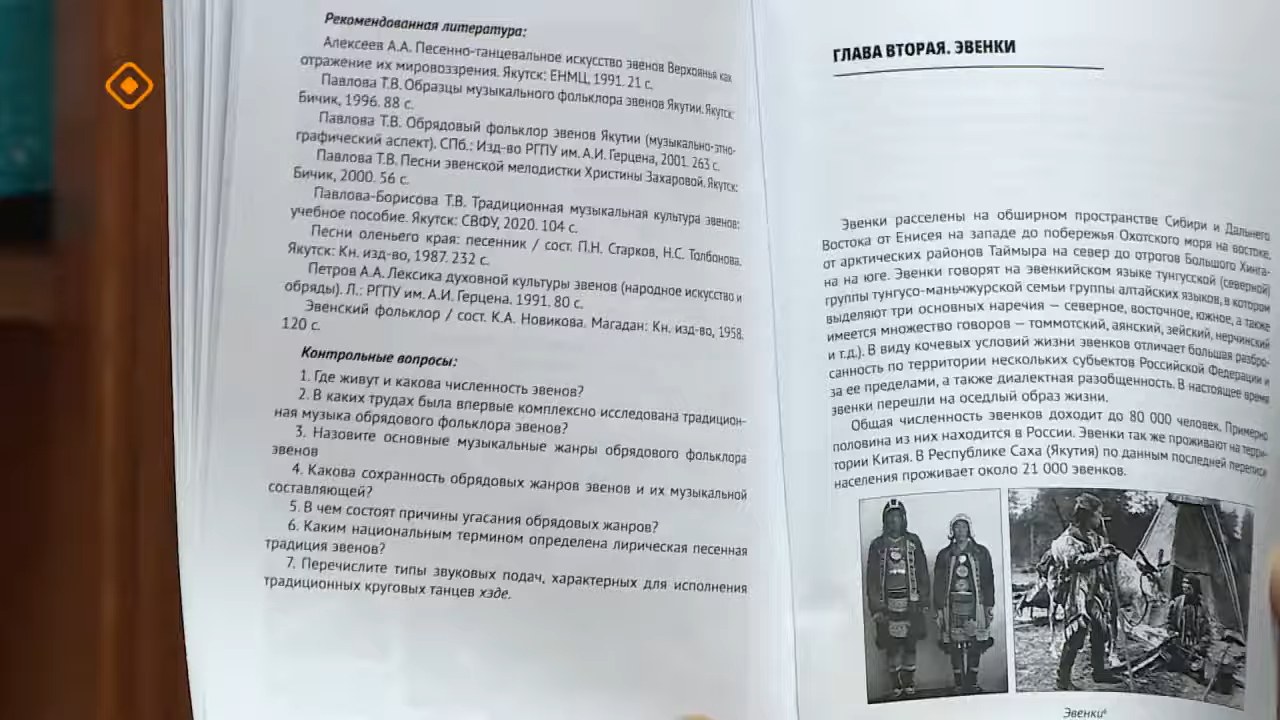 Рекомендованная литература:
Алексеев А.А. Песенно-танцевальное искусство эвенов Верхоянья как
отражение их мировоззрения. Якутск: ЕНМЦ, 1991. 21 с.
Павлова Т.В. Образцы музыкального фольклора эвенов Якутии. Якутск:
Бичик, 1996. 88 с.
Павлова Т.В. Обрядовый фольклор эвенов Якутии (музыкально-этно-
графический аспект). СПб.: Изд-во РГПУ им. А.И. Герцена, 2001. 263 с.
Павлова Т.В. Песни эвенской мелодистки Христины Захаровой. Якутск:
Бичик, 2000. 56 с.
Павлова-Борисова Т.В. Традиционная музыкальная культура эвенов:
учебное пособие. Якутск: СВФУ, 2020. 104 с.
Песни оленьего края: песенник / сост. П.Н. Старков, Н.С. Толбонова.
Якутск: Кн. изд-во, 1987. 232 с.
Петров А.А. Лексика духовной культуры эвенов (народное искусство и
обряды). Л.: РГПУ им. А.И. Герцена. 1991. 80 с.
Эвенский фольклор / сост. К.А. Новикова. Магадан: Кн. изд-во, 1958.
120 с.
Контрольные вопросы:
1. Где живут и какова численность эвенов?
2. В каких трудах была впервые комплексно исследована традицион-
ная музыка обрядового фольклора эвенов?
3. Назовите основные музыкальные жанры обрядового фольклора
эвенов
4. Какова сохранность обрядовых жанров эвенов и их музыкальной
составляющей?
5. В чем состоят причины угасания обрядовых жанров?
6. Каким национальным термином определена лирическая песенная
традиция эвенов?
7. Перечислите типы звуковых подач, характерных для исполнения
традиционных круговых танцев хэде.
ГЛАВА ВТОРАЯ. ЭВЕНКИ
Эвенки расселены на обширном пространстве Сибири и Дальнего
Востока от Енисея на западе до побережья Охотского моря на востоке,
от арктических районов Таймыра на север до отрогов Большого Хинга-
на на юге. Эвенки говорят на эвенкийском языке тунгусской (северной)
группы тунгусо-маньчжурской семьи группы алтайских языков, в котором
выделяют три основных наречия — северное, восточное, южное, а также
имеется множество говоров — томмотский, аянский, зейский, нерчинский
и т.д.). В виду кочевых условий жизни эвенков отличает большая разбро-
санность по территории нескольких субъектов Российской Федерации и
за ее пределами, а также диалектная разобщенность. В настоящее время
эвенки перешли на оседлый образ жизни.
Общая численность эвенков доходит до 80 000 человек. Примерно
половина из них находится в России. Эвенки так же проживают на терри-
тории Китая. В Республике Саха (Якутия) по данным последней переписи
населения проживает около 21 000 эвенков.
Эвенки⁶